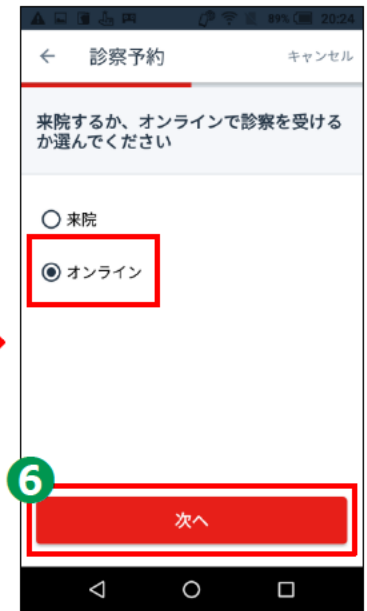 89% 20:24
← 診察予約 キャンセル
来院するか、オンラインで診察を受ける
か選んでください
来院
オンライン
6
次へ